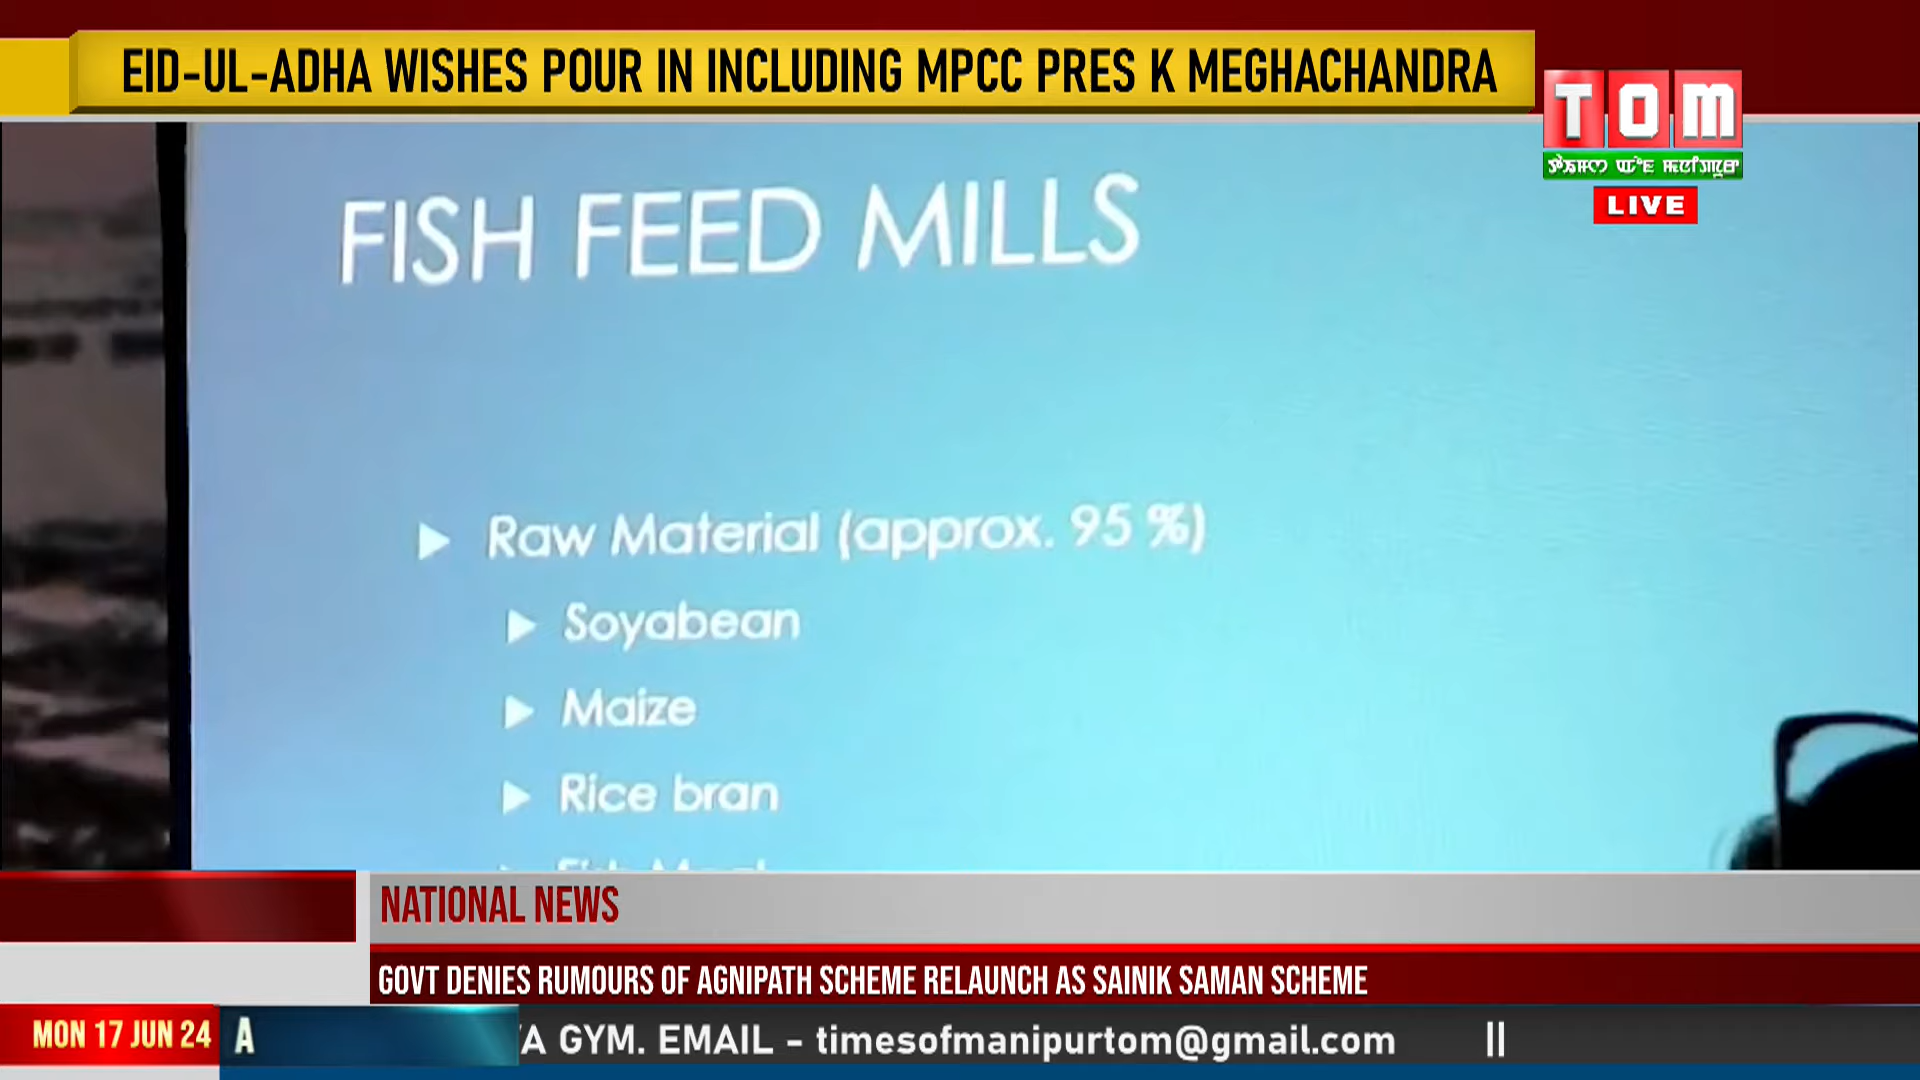 EID-UL-ADHA WISHES POUR IN INCLUDING MPCC PRES K MEGHACHANDRA
TOM
LIVE
FISH FEED MILLS
Raw Material (approx. 95 %)
Soyabean
Maize
Rice bran
NATIONAL NEWS
GOVT DENIES RUMOURS OF AGNIPATH SCHEME RELAUNCH AS SAINIK SAMAN SCHEME
MON 17 JUN 24
A
A GYM. EMAIL - timesofmanipurtom@gmail.com ||